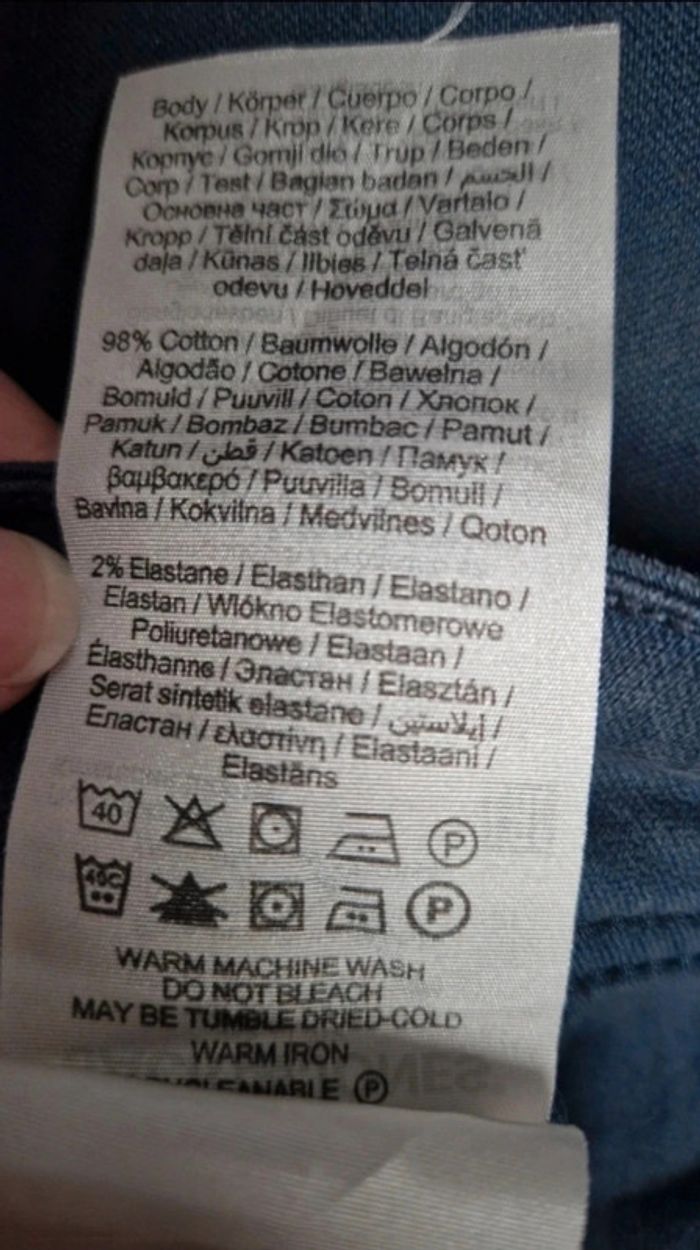 Body / Körper / Cuerpo / Corpo /
Korpus / Krop / Kere / Corps /
Корпус / Gornji dio / Trup / Beden /
Corp / Test / Bagian badan / الجسم /
Основна част / Σώμα / Vartalo /
Kropp / Tělní část oděvu / Galvenā
daļa / Kūnas / Ilbies / Telná časť
odevu / Hoveddel
98% Cotton / Baumwolle / Algodón /
Algodão / Cotone / Bawełna /
Bomuld / Puuvill / Coton / Хлопок /
Pamuk / Bombaz / Bumbac / Pamut /
Katun / قطن / Katoen / Памук /
βαμβακερό / Puuvilla / Bomull /
Bavlna / Kokvilna / Medvilnes / Qoton
2% Elastane / Elasthan / Elastano /
Elastan / Włókno Elastomerowe
Poliuretanowe / Elastaan /
Élasthanne / Эластан / Elasztán /
Serat sintetik elastane / إيلاستين /
Еластан / ελαστίνη / Elastaani /
Elastāns
40 P
40C P
WARM MACHINE WASH
DO NOT BLEACH
MAY BE TUMBLE DRIED-COLD
WARM IRON
P